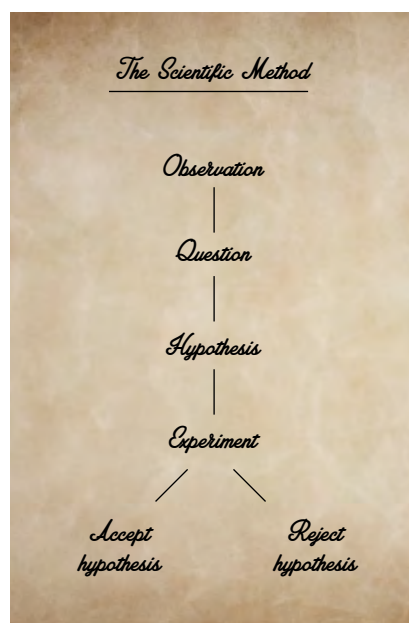 The Scientific Method
Observation
Question
Hypothesis
Experiment
Accept
hypothesis
Reject
hypothesis